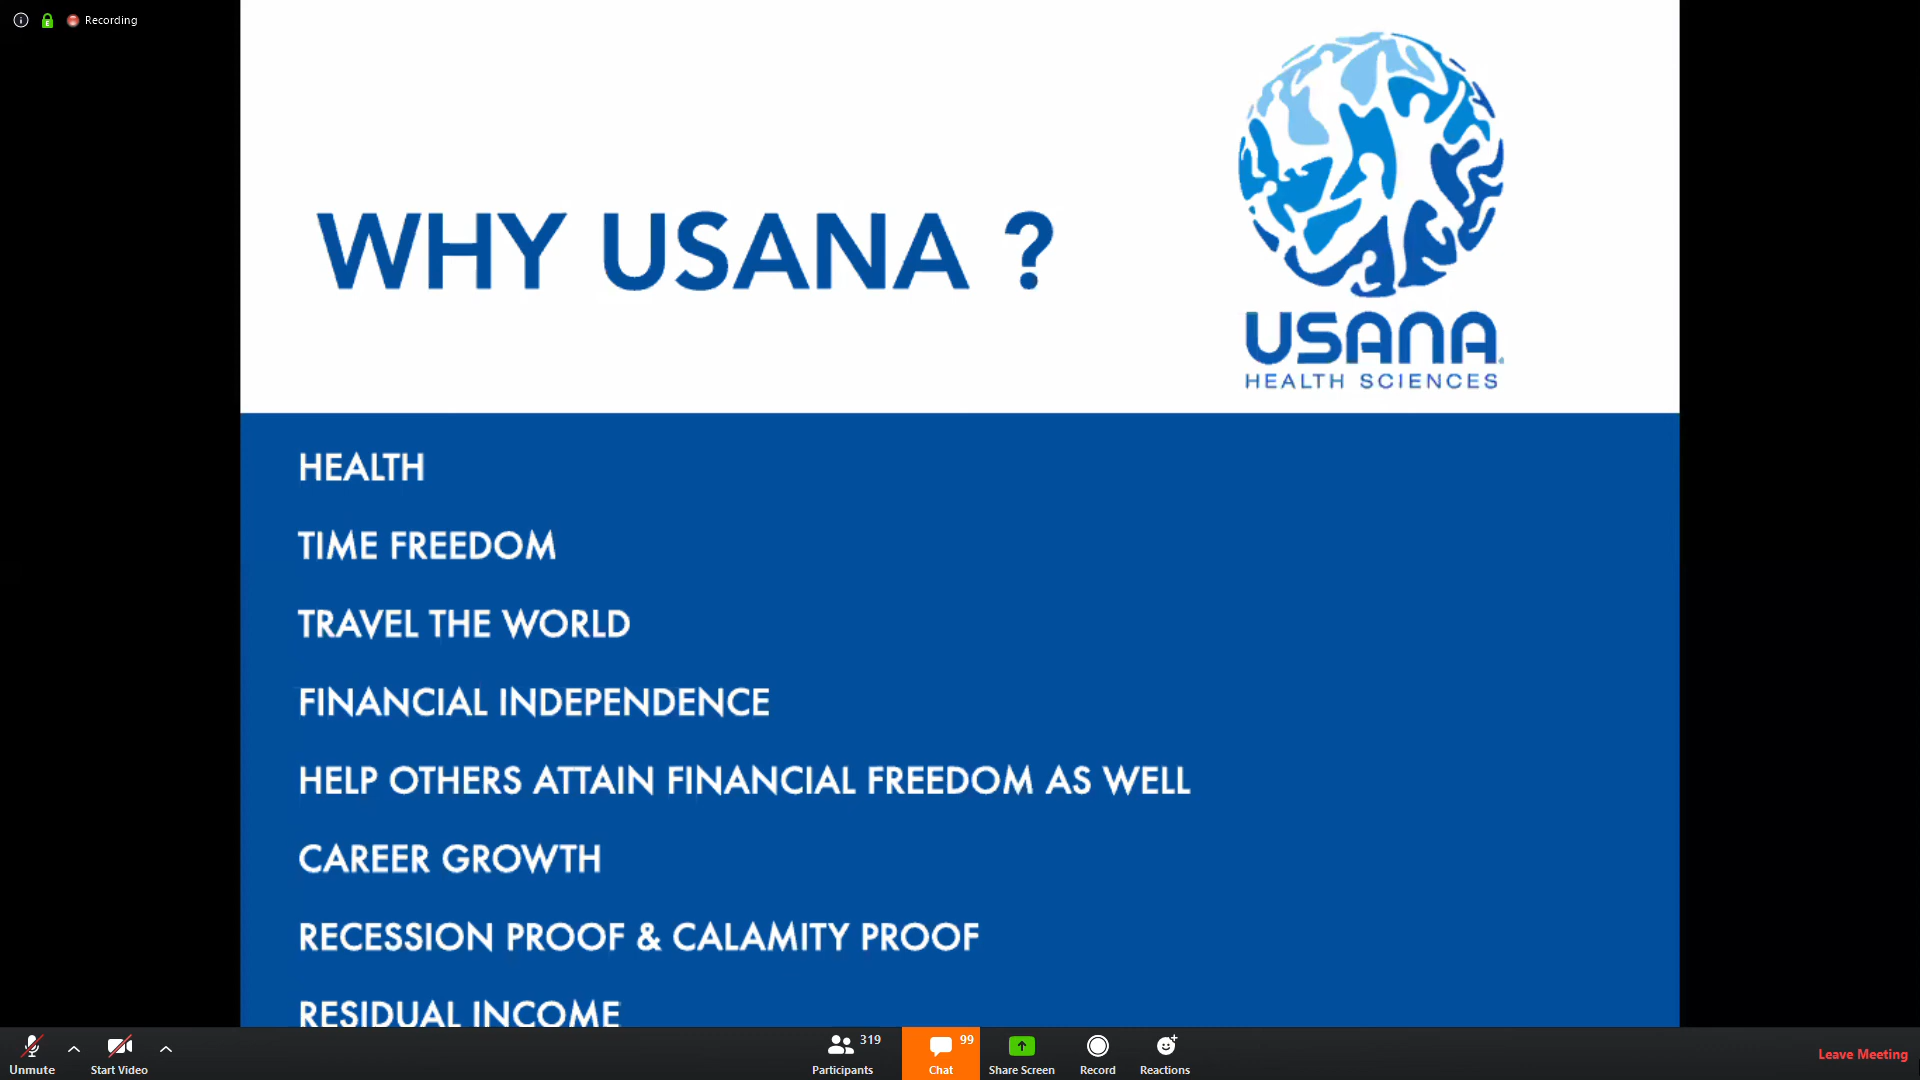 Recording
WHY USANA ?
USANA
HEALTH SCIENCES
HEALTH
TIME FREEDOM
TRAVEL THE WORLD
FINANCIAL INDEPENDENCE
HELP OTHERS ATTAIN FINANCIAL FREEDOM AS WELL
CAREER GROWTH
RECESSION PROOF & CALAMITY PROOF
RESIDUAL INCOME
319
99
Unmute
Start Video
Participants
Chat
Share Screen
Record
Reactions
Leave Meeting